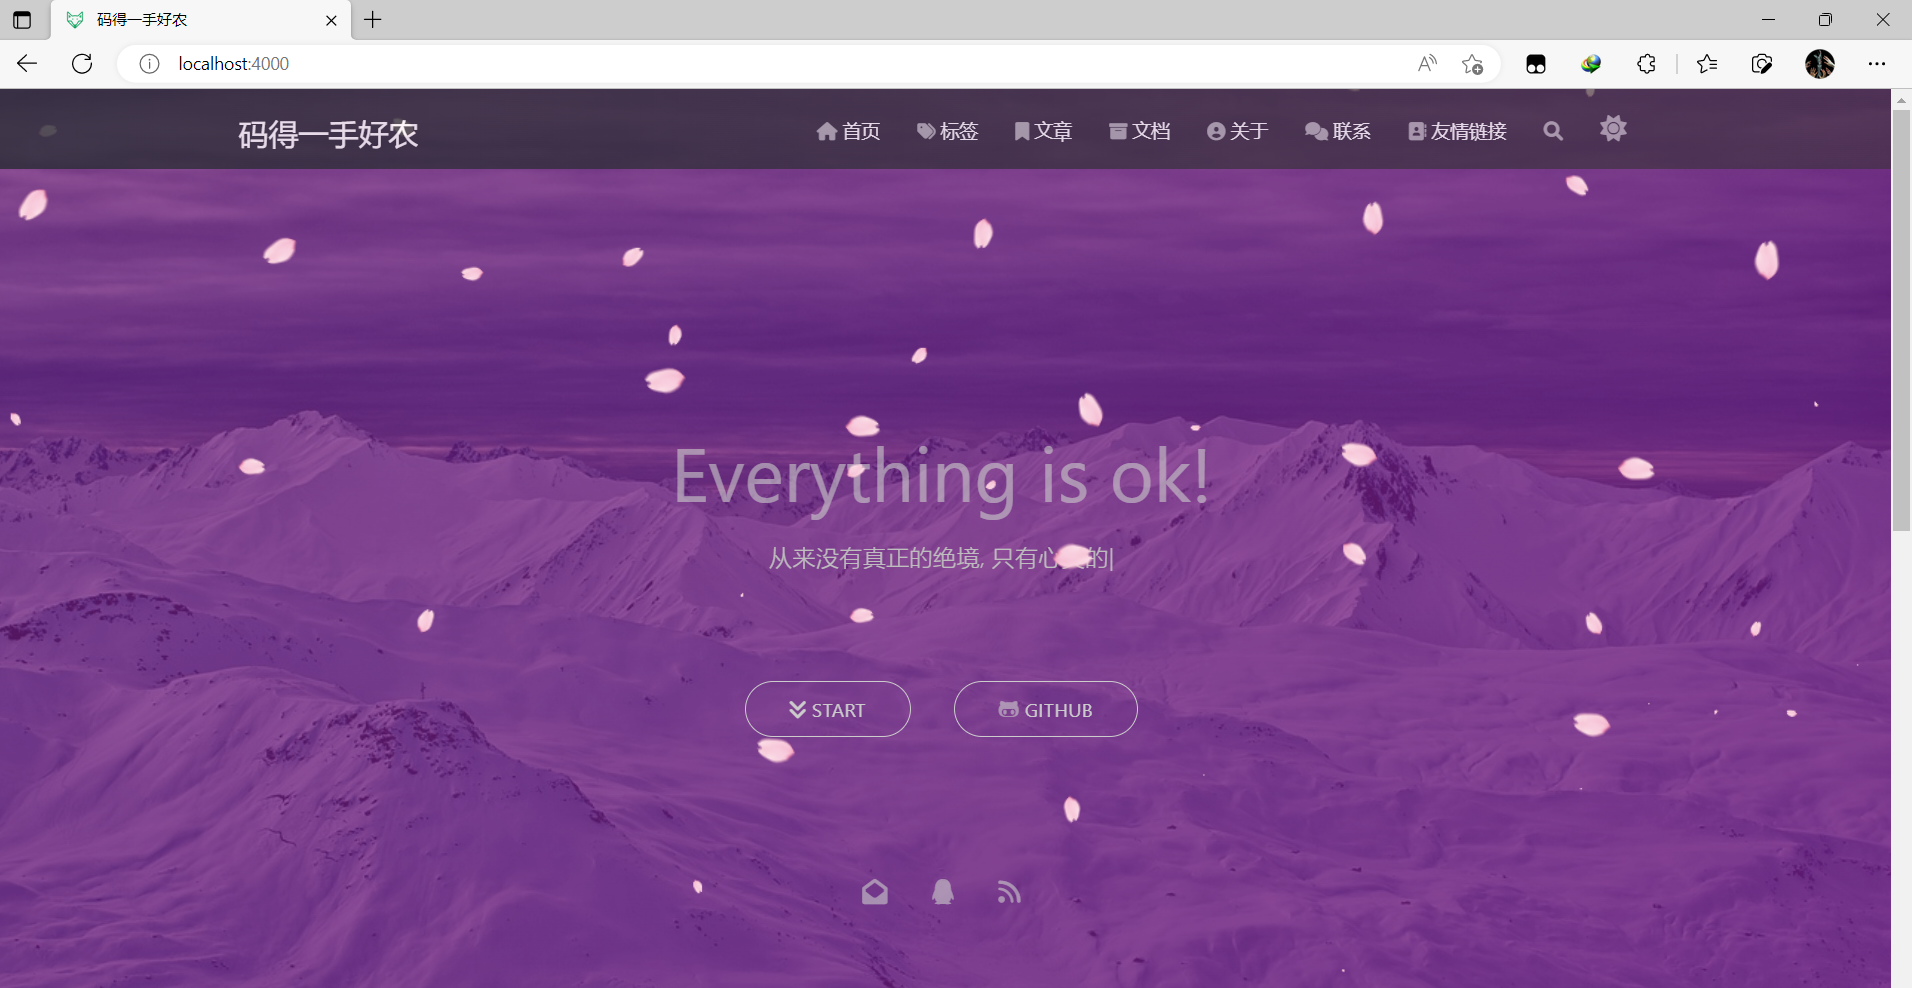 码得一手好农
localhost:4000
码得一手好农
首页 标签 文章 文档 关于 联系 友情链接
Everything is ok!
从来没有真正的绝境, 只有心 的|
START GITHUB